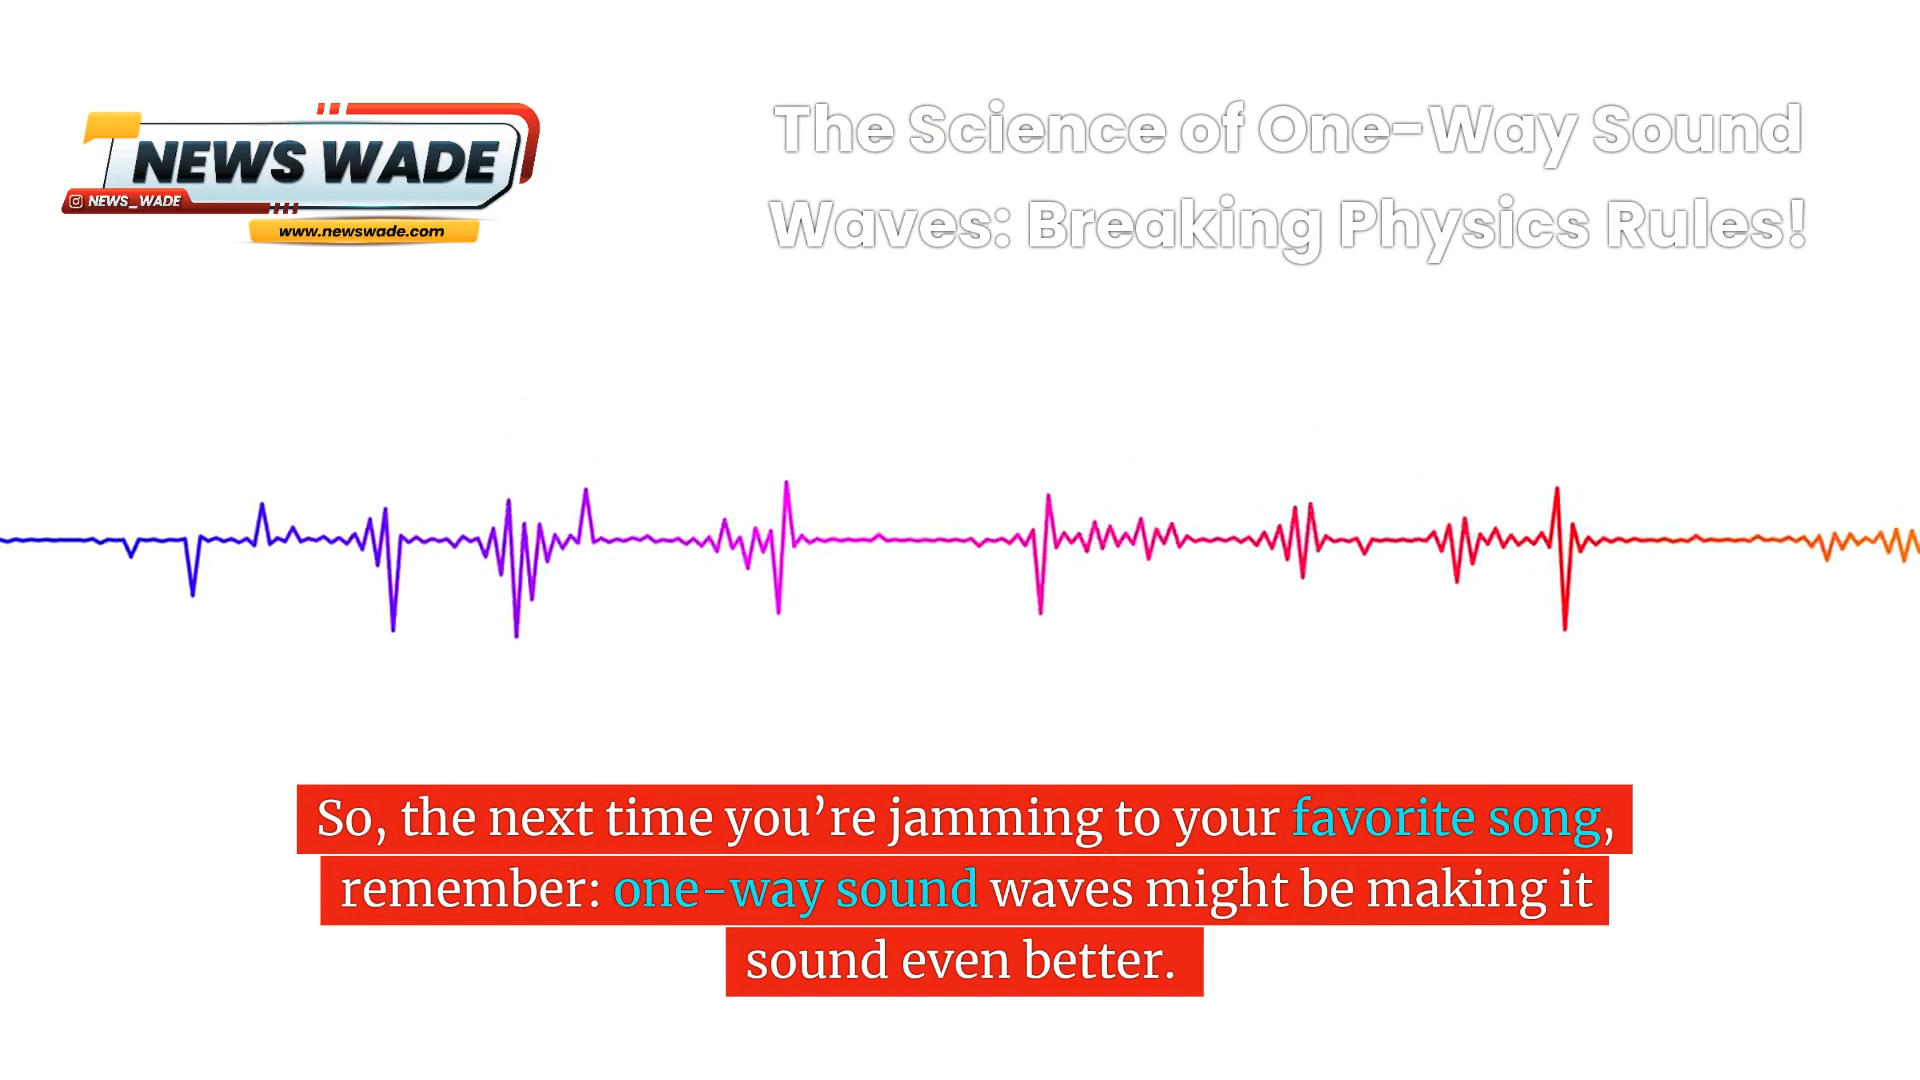 NEWS WADE
NEWS_WADE
www.newswade.com
The Science of One-Way Sound
Waves: Breaking Physics Rules!
So, the next time you’re jamming to your favorite song,
remember: one-way sound waves might be making it
sound even better.